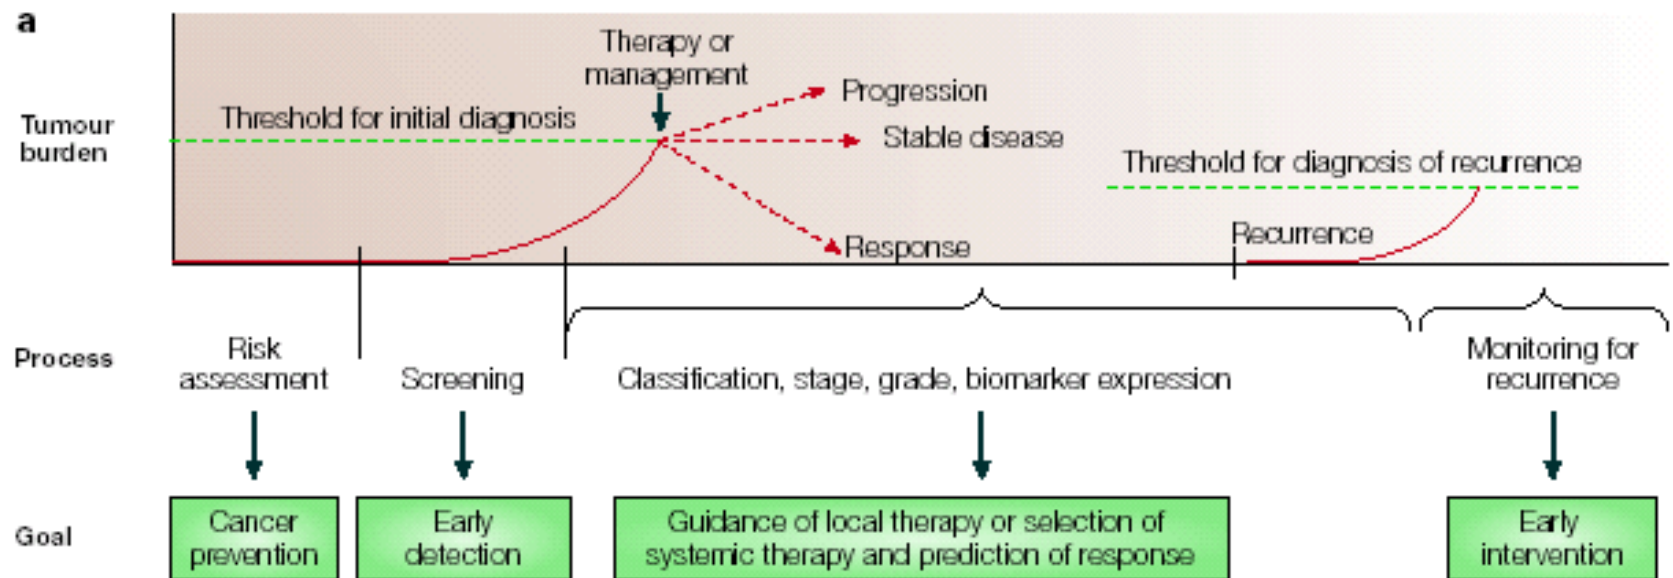 a
Therapy or
management
Progression
Threshold for initial diagnosis
Tumour
burden
Stable disease
Threshold for diagnosis of recurrence
Recurrence
Response
Process
Risk
assessment
Screening
Classification, stage, grade, biomarker expression
Monitoring for
recurrence
Goal
Cancer
prevention
Early
detection
Guidance of local therapy or selection of
systemic therapy and prediction of response
Early
intervention